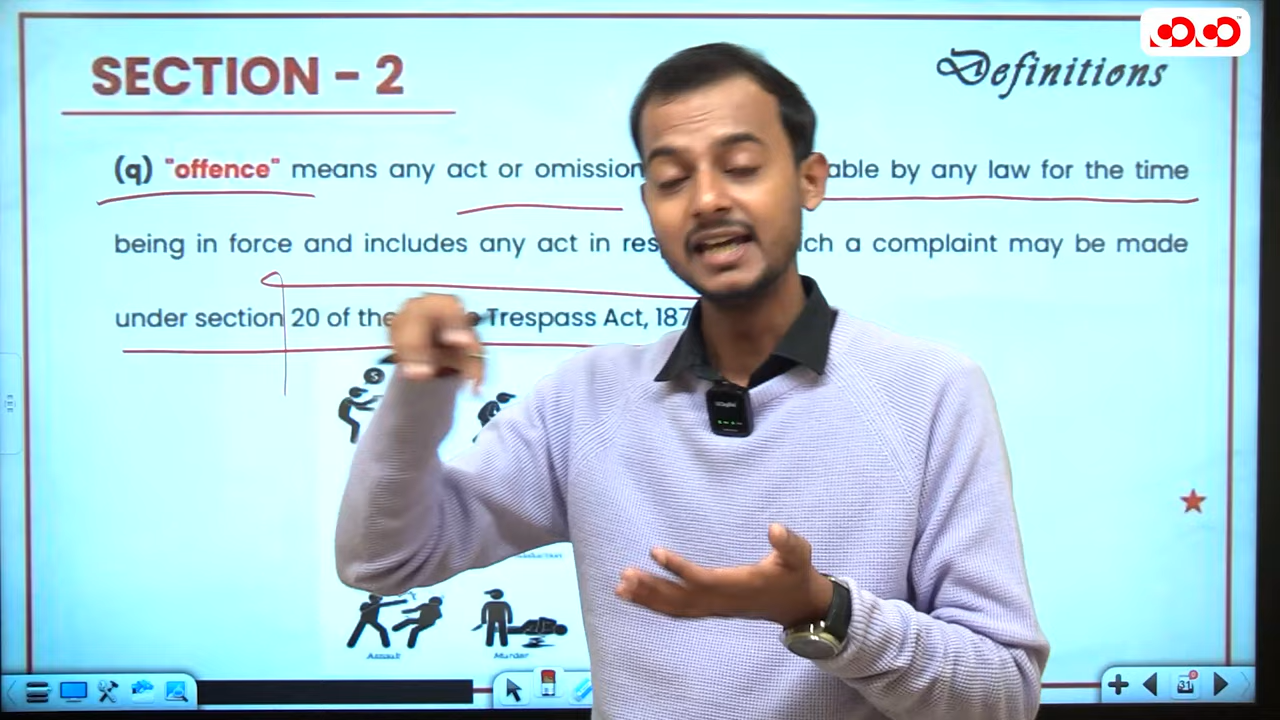 SECTION - 2
Definitions
(q) "offence" means any act or omission able by any law for the time
being in force and includes any act in res ch a complaint may be made
under section 20 of the Trespass Act, 187
Assault
Murder